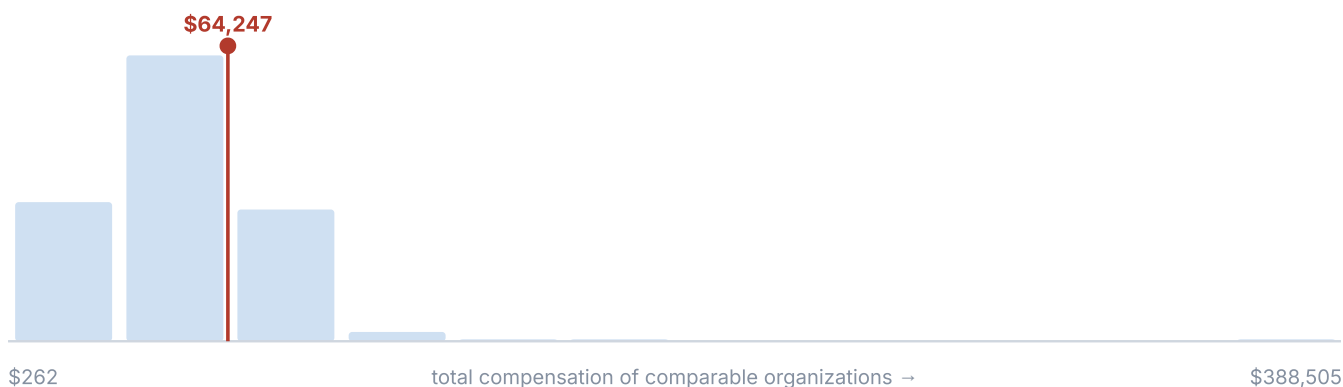 $64,247
$262 total compensation of comparable organizations → $388,505